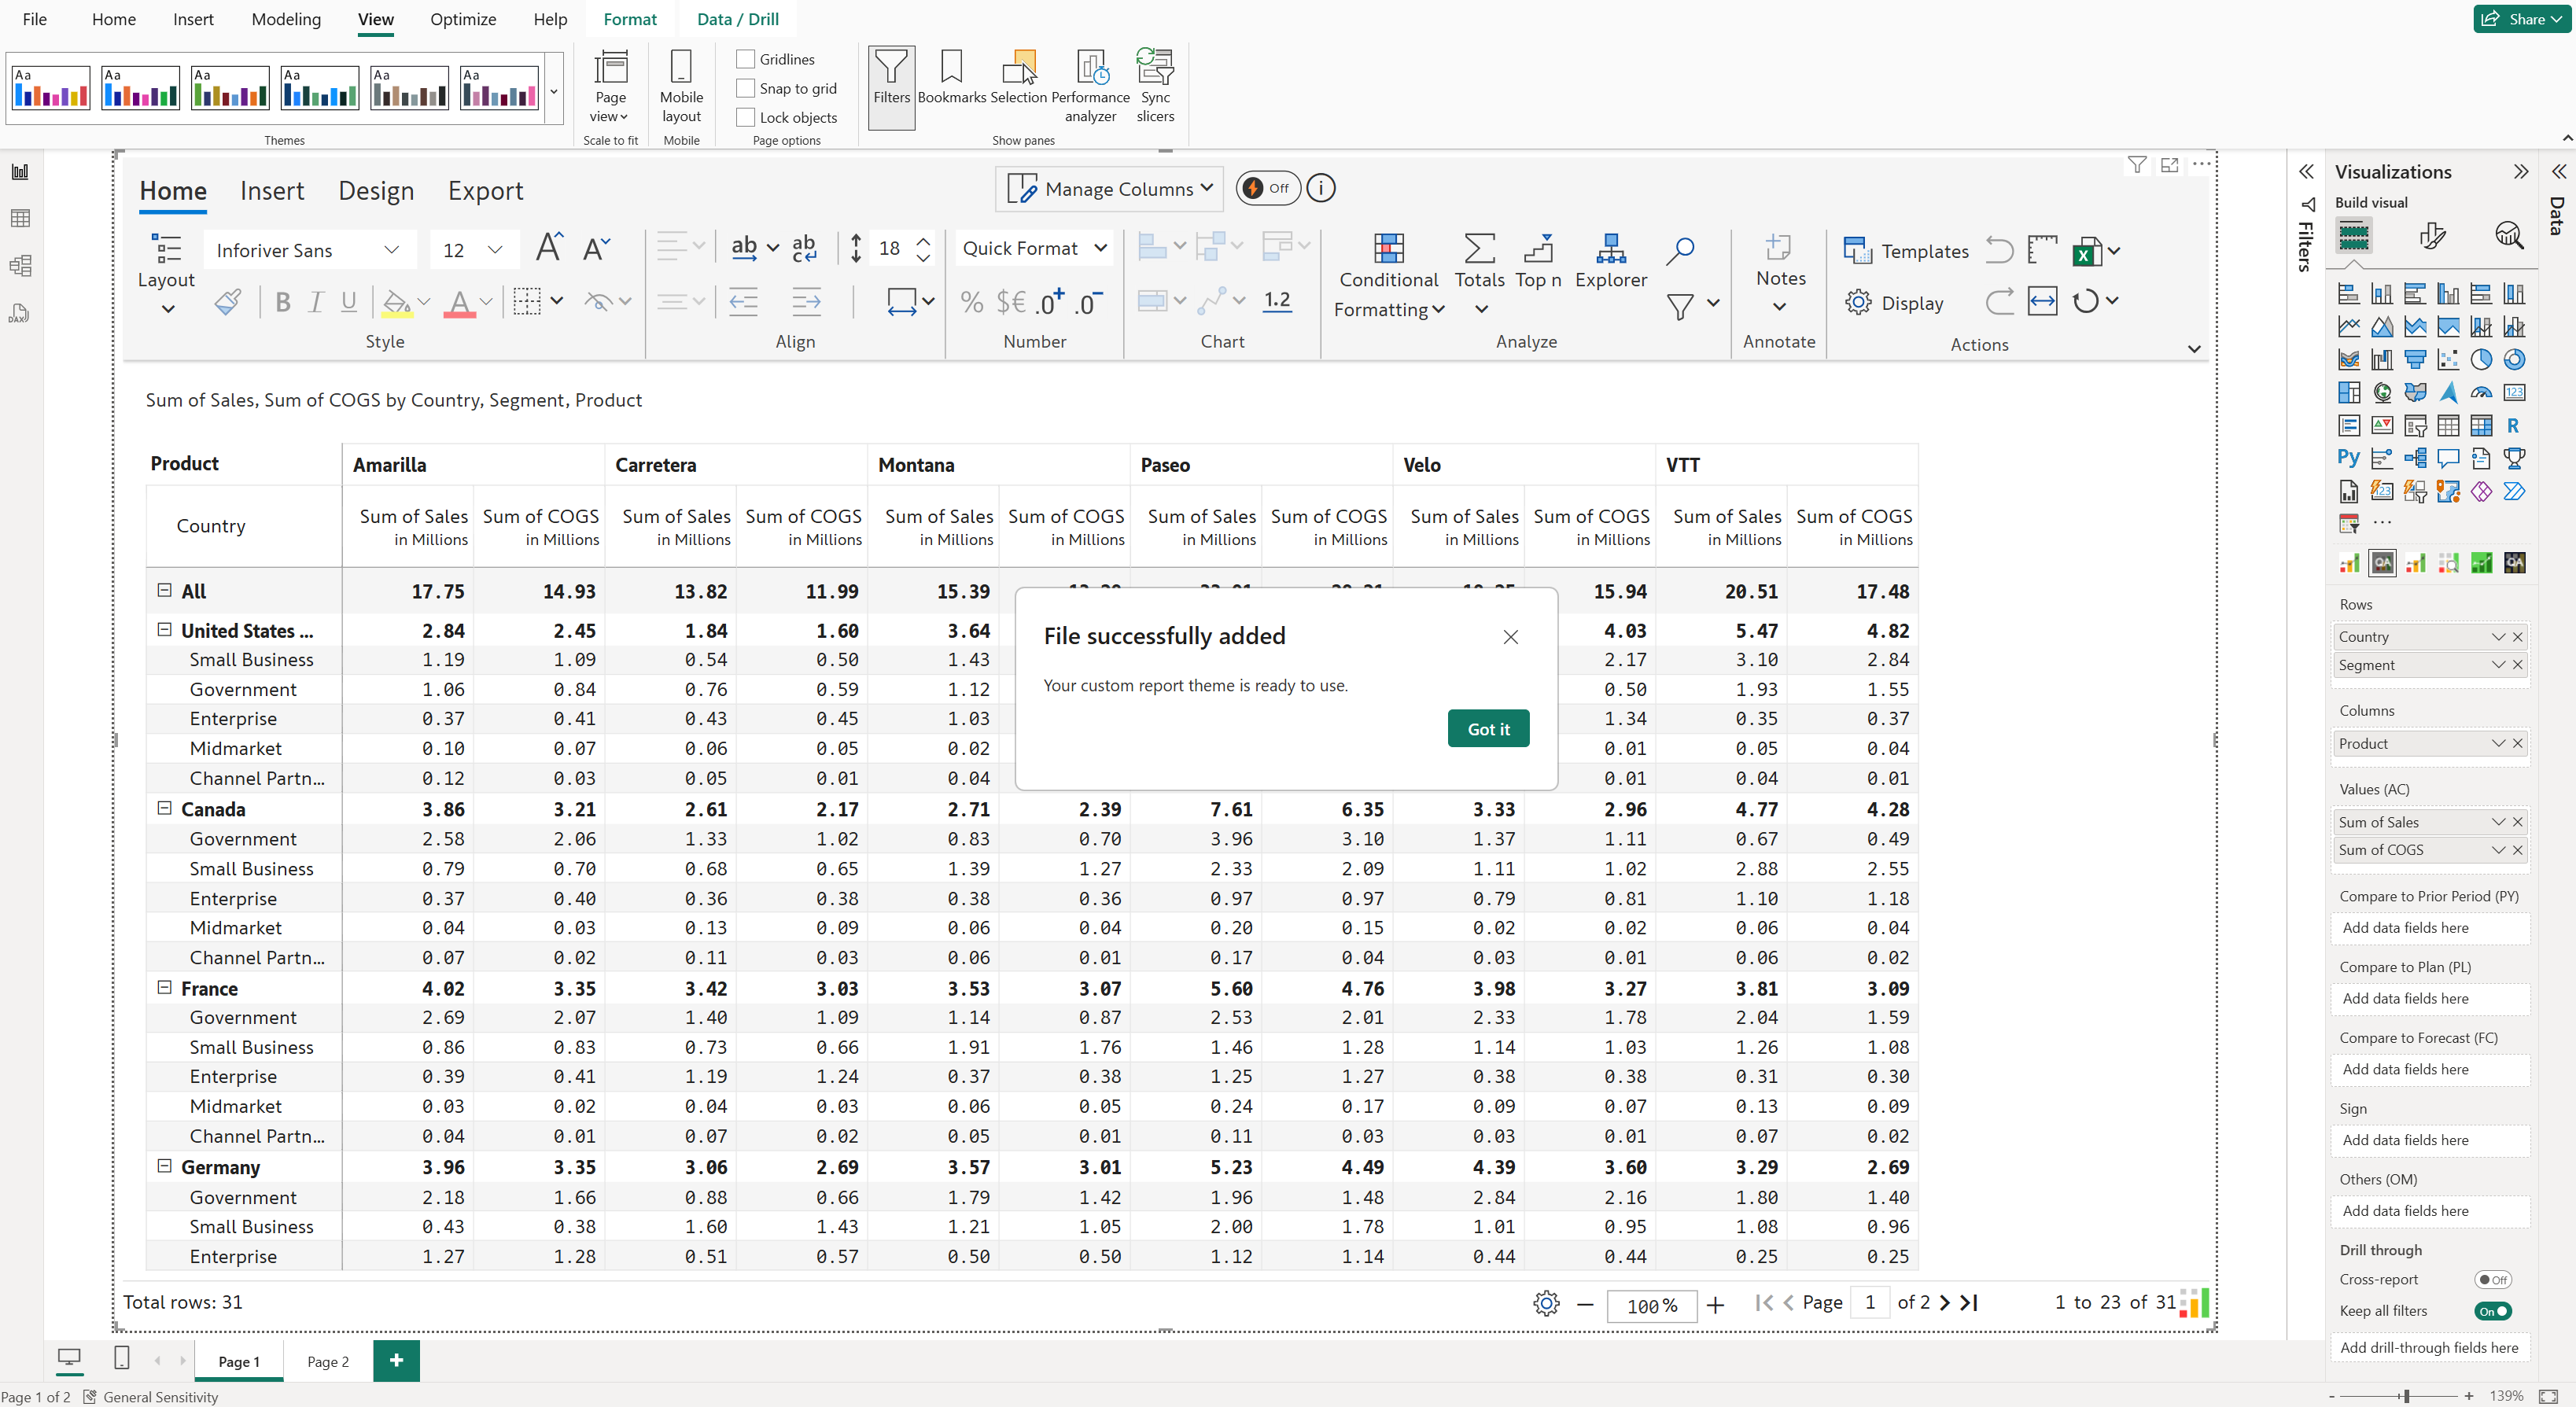 File Home Insert Modeling View Optimize Help Format Data / Drill Share
Aa Aa Aa Aa Aa Aa
Gridlines
Snap to grid
Lock objects
Page view
Mobile layout
Filters Bookmarks Selection Performance analyzer Sync slicers
Themes Scale to fit Mobile Page options Show panes
Home Insert Design Export Manage Columns Off i
Inforiver Sans 12 18 Quick Format
Layout
B I U A % $€ .0+ .0- 1.2
Conditional Formatting Totals Top n Explorer Notes
Templates
Display
Style Align Number Chart Analyze Annotate Actions
Sum of Sales, Sum of COGS by Country, Segment, Product
Product Amarilla Carretera Montana Paseo Velo VTT
Country Sum of Sales Sum of COGS Sum of Sales Sum of COGS Sum of Sales Sum of COGS Sum of Sales Sum of COGS Sum of Sales Sum of COGS Sum of Sales Sum of COGS
in Millions in Millions in Millions in Millions in Millions in Millions in Millions in Millions in Millions in Millions in Millions in Millions
All 17.75 14.93 13.82 11.99 15.39 15.94 20.51 17.48
United States ... 2.84 2.45 1.84 1.60 3.64 4.03 5.47 4.82
Small Business 1.19 1.09 0.54 0.50 1.43 2.17 3.10 2.84
Government 1.06 0.84 0.76 0.59 1.12 0.50 1.93 1.55
Enterprise 0.37 0.41 0.43 0.45 1.03 1.34 0.35 0.37
Midmarket 0.10 0.07 0.06 0.05 0.02 0.01 0.05 0.04
Channel Partn... 0.12 0.03 0.05 0.01 0.04 0.01 0.04 0.01
File successfully added
Your custom report theme is ready to use.
Got it
Canada 3.86 3.21 2.61 2.17 2.71 2.39 7.61 6.35 3.33 2.96 4.77 4.28
Government 2.58 2.06 1.33 1.02 0.83 0.70 3.96 3.10 1.37 1.11 0.67 0.49
Small Business 0.79 0.70 0.68 0.65 1.39 1.27 2.33 2.09 1.11 1.02 2.88 2.55
Enterprise 0.37 0.40 0.36 0.38 0.38 0.36 0.97 0.97 0.79 0.81 1.10 1.18
Midmarket 0.04 0.03 0.13 0.09 0.06 0.04 0.20 0.15 0.02 0.02 0.06 0.04
Channel Partn... 0.07 0.02 0.11 0.03 0.06 0.01 0.17 0.04 0.03 0.01 0.06 0.02
France 4.02 3.35 3.42 3.03 3.53 3.07 5.60 4.76 3.98 3.27 3.81 3.09
Government 2.69 2.07 1.40 1.09 1.14 0.87 2.53 2.01 2.33 1.78 2.04 1.59
Small Business 0.86 0.83 0.73 0.66 1.91 1.76 1.46 1.28 1.14 1.03 1.26 1.08
Enterprise 0.39 0.41 1.19 1.24 0.37 0.38 1.25 1.27 0.38 0.38 0.31 0.30
Midmarket 0.03 0.02 0.04 0.03 0.06 0.05 0.24 0.17 0.09 0.07 0.13 0.09
Channel Partn... 0.04 0.01 0.07 0.02 0.05 0.01 0.11 0.03 0.03 0.01 0.07 0.02
Germany 3.96 3.35 3.06 2.69 3.57 3.01 5.23 4.49 4.39 3.60 3.29 2.69
Government 2.18 1.66 0.88 0.66 1.79 1.42 1.96 1.48 2.84 2.16 1.80 1.40
Small Business 0.43 0.38 1.60 1.43 1.21 1.05 2.00 1.78 1.01 0.95 1.08 0.96
Enterprise 1.27 1.28 0.51 0.57 0.50 0.50 1.12 1.14 0.44 0.44 0.25 0.25
Total rows: 31 100% Page 1 of 2 1 to 23 of 31
Filters
Visualizations
Build visual
Data
123
R
Py
Rows
Country
Segment
Columns
Product
Values (AC)
Sum of Sales
Sum of COGS
Compare to Prior Period (PY)
Add data fields here
Compare to Plan (PL)
Add data fields here
Compare to Forecast (FC)
Add data fields here
Sign
Add data fields here
Others (OM)
Add data fields here
Drill through
Cross-report Off
Keep all filters On
Add drill-through fields here
Page 1 Page 2 +
Page 1 of 2 General Sensitivity 139%